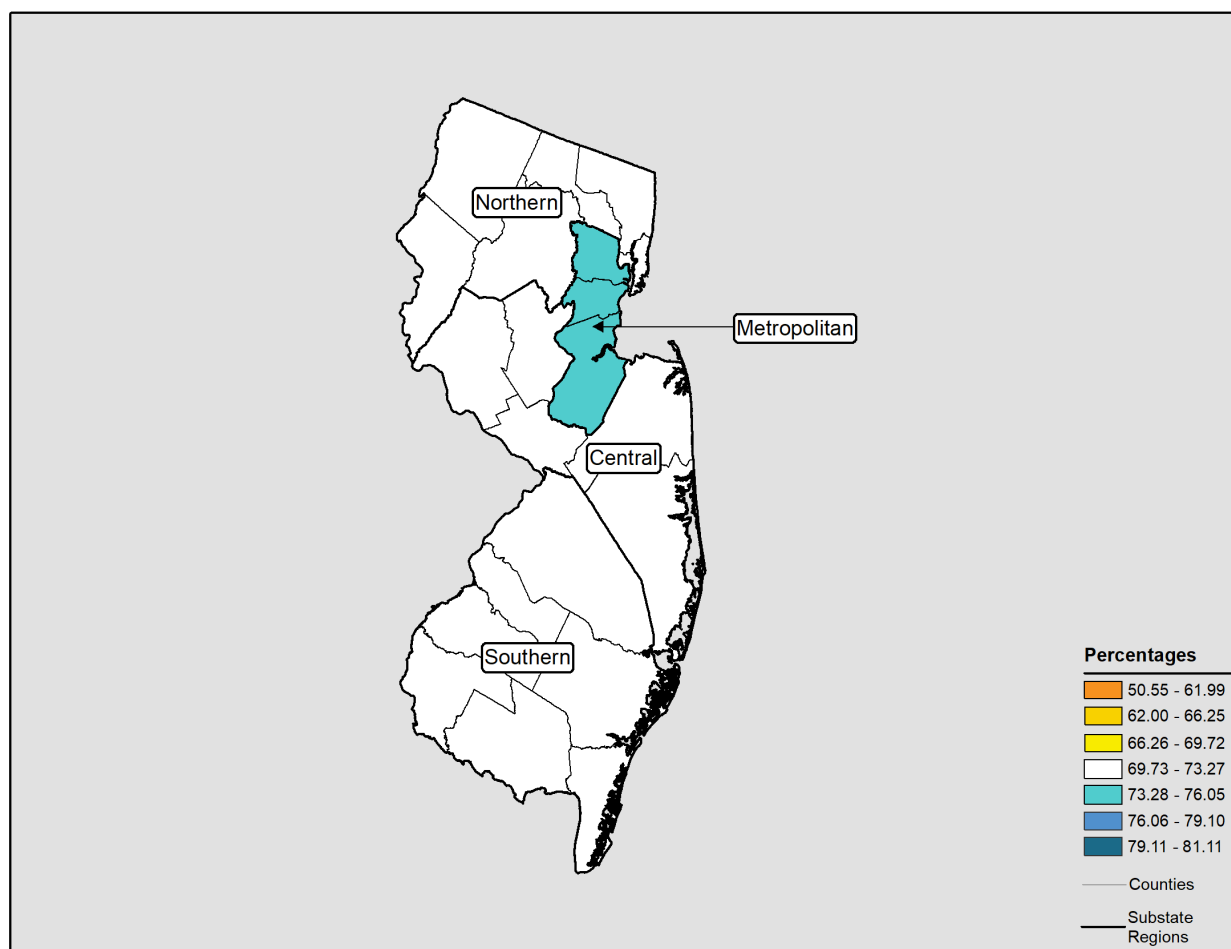 Northern
Metropolitan
Central
Southern
Percentages
50.55 - 61.99
62.00 - 66.25
66.26 - 69.72
69.73 - 73.27
73.28 - 76.05
76.06 - 79.10
79.11 - 81.11
Counties
Substate
Regions